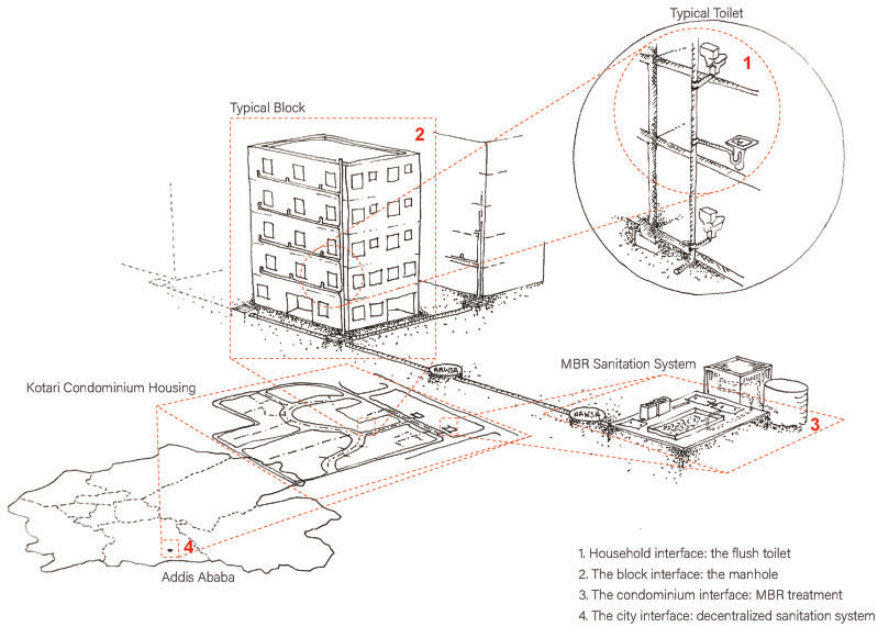 Typical Toilet
1
Typical Block
2
AAWSA
MBR Sanitation System
Kotari Condominium Housing
AAWSA
3
4
Addis Ababa
1. Household interface: the flush toilet
2. The block interface: the manhole
3. The condominium interface: MBR treatment
4. The city interface: decentralized sanitation system